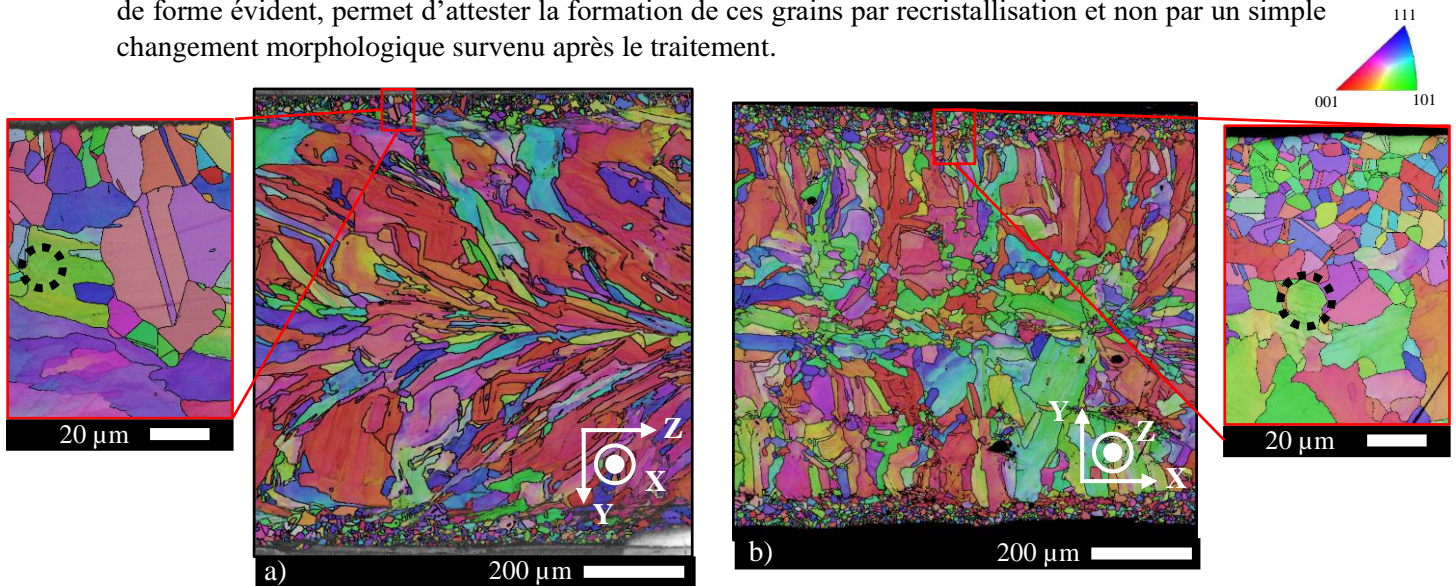 de forme évident, permet d’attester la formation de ces grains par recristallisation et non par un simple
changement morphologique survenu après le traitement.
111
001
101
20 µm
Z
X
Y
a)
200 µm
Y
Z
X
b)
200 µm
20 µm